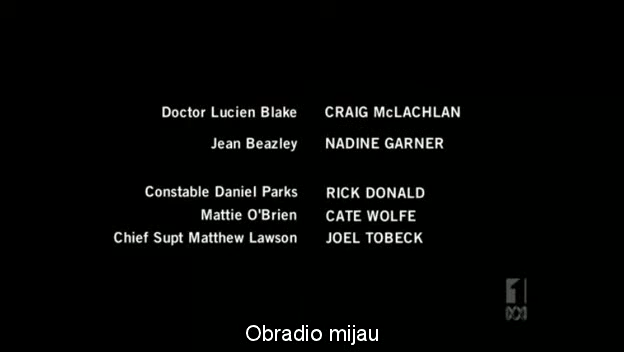 Doctor Lucien Blake CRAIG McLACHLAN
Jean Beazley NADINE GARNER
Constable Daniel Parks RICK DONALD
Mattie O'Brien CATE WOLFE
Chief Supt Matthew Lawson JOEL TOBECK
1
Obradio mijau